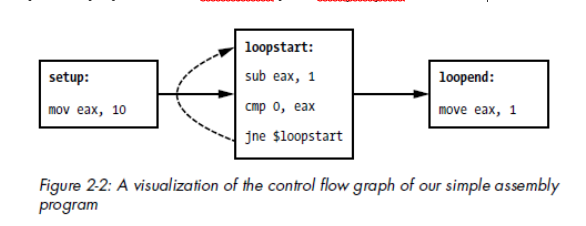 setup:
mov eax, 10
loopstart:
sub eax, 1
cmp 0, eax
jne $loopstart
loopend:
move eax, 1
Figure 2-2: A visualization of the control flow graph of our simple assembly
program